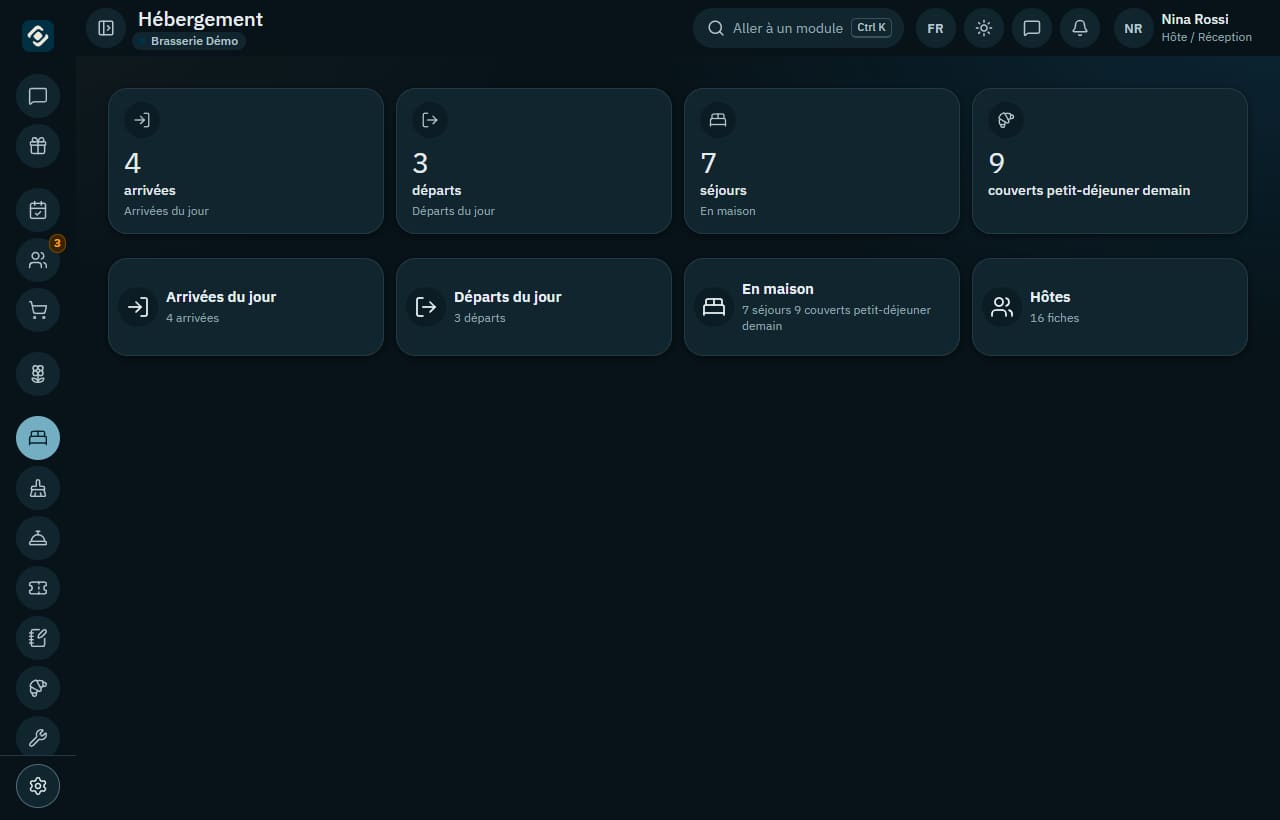 Hébergement
Brasserie Démo
Aller à un module
Ctrl K
FR
NR
Nina Rossi
Hôte / Réception
3
4
arrivées
Arrivées du jour
3
départs
Départs du jour
7
séjours
En maison
9
couverts petit-déjeuner demain
Arrivées du jour
4 arrivées
Départs du jour
3 départs
En maison
7 séjours 9 couverts petit-déjeuner
demain
Hôtes
16 fiches